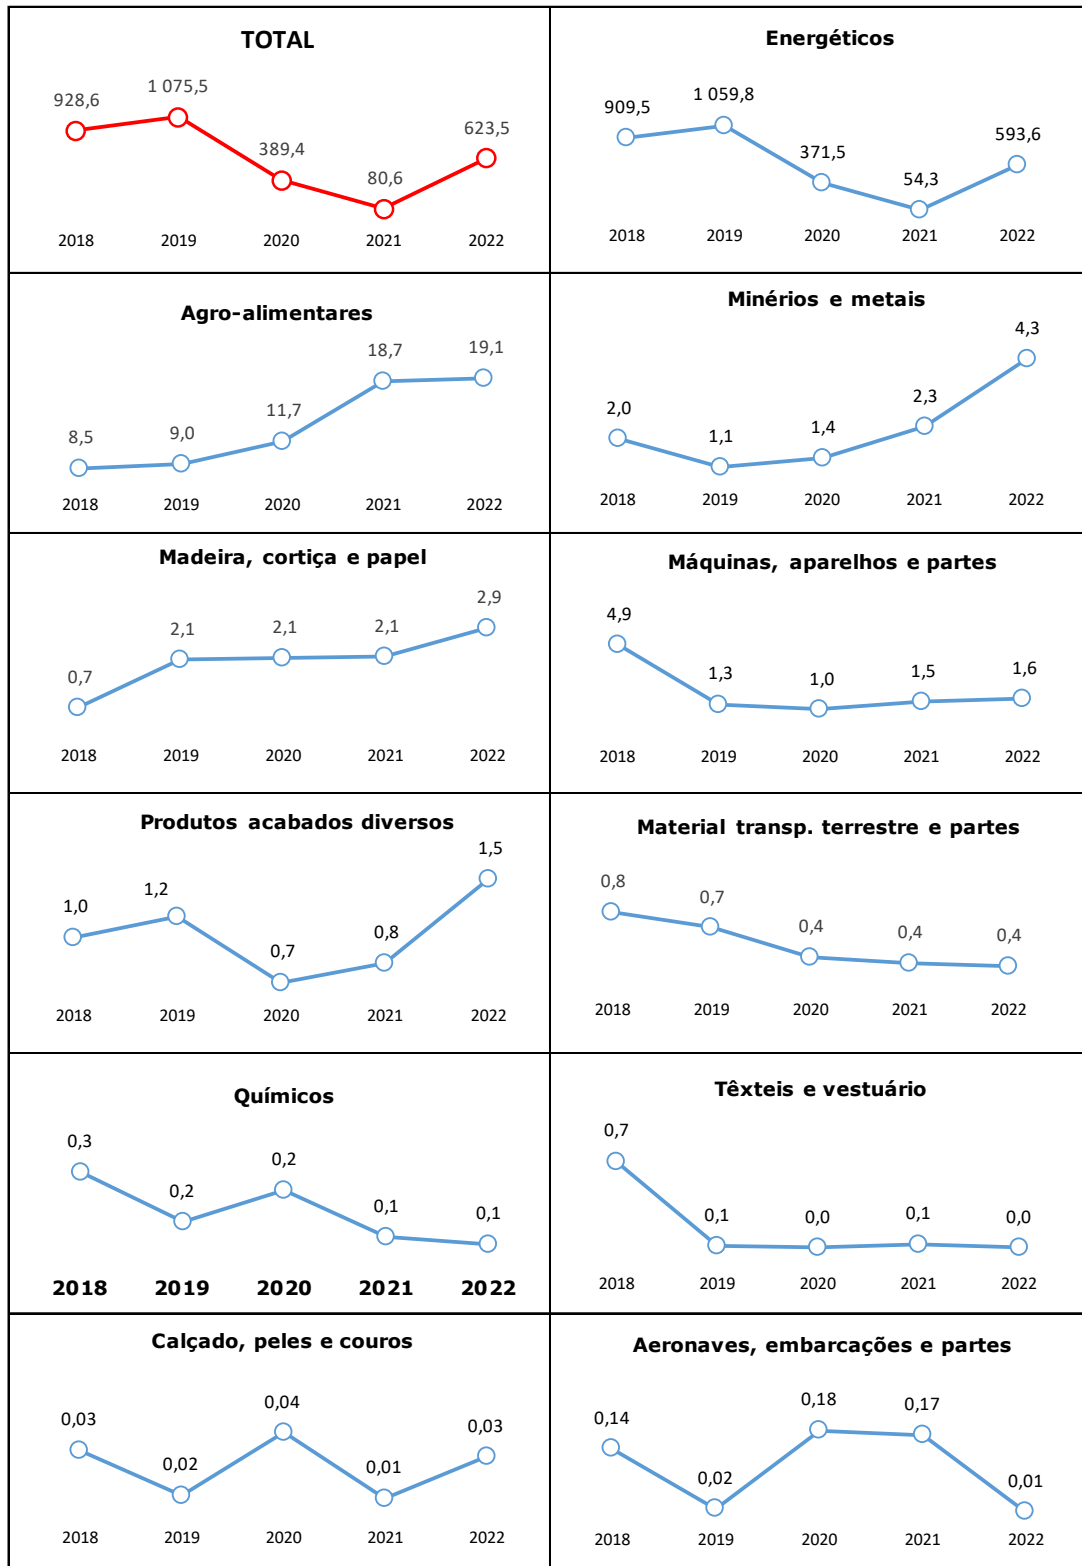 TOTAL
928,6 1 075,5 389,4 80,6 623,5
2018 2019 2020 2021 2022
Energéticos
909,5 1 059,8 371,5 54,3 593,6
2018 2019 2020 2021 2022
Agro-alimentares
8,5 9,0 11,7 18,7 19,1
2018 2019 2020 2021 2022
Minérios e metais
2,0 1,1 1,4 2,3 4,3
2018 2019 2020 2021 2022
Madeira, cortiça e papel
0,7 2,1 2,1 2,1 2,9
2018 2019 2020 2021 2022
Máquinas, aparelhos e partes
4,9 1,3 1,0 1,5 1,6
2018 2019 2020 2021 2022
Produtos acabados diversos
1,0 1,2 0,7 0,8 1,5
2018 2019 2020 2021 2022
Material transp. terrestre e partes
0,8 0,7 0,4 0,4 0,4
2018 2019 2020 2021 2022
Químicos
0,3 0,2 0,2 0,1 0,1
2018 2019 2020 2021 2022
Têxteis e vestuário
0,7 0,1 0,0 0,1 0,0
2018 2019 2020 2021 2022
Calçado, peles e couros
0,03 0,02 0,04 0,01 0,03
2018 2019 2020 2021 2022
Aeronaves, embarcações e partes
0,14 0,02 0,18 0,17 0,01
2018 2019 2020 2021 2022